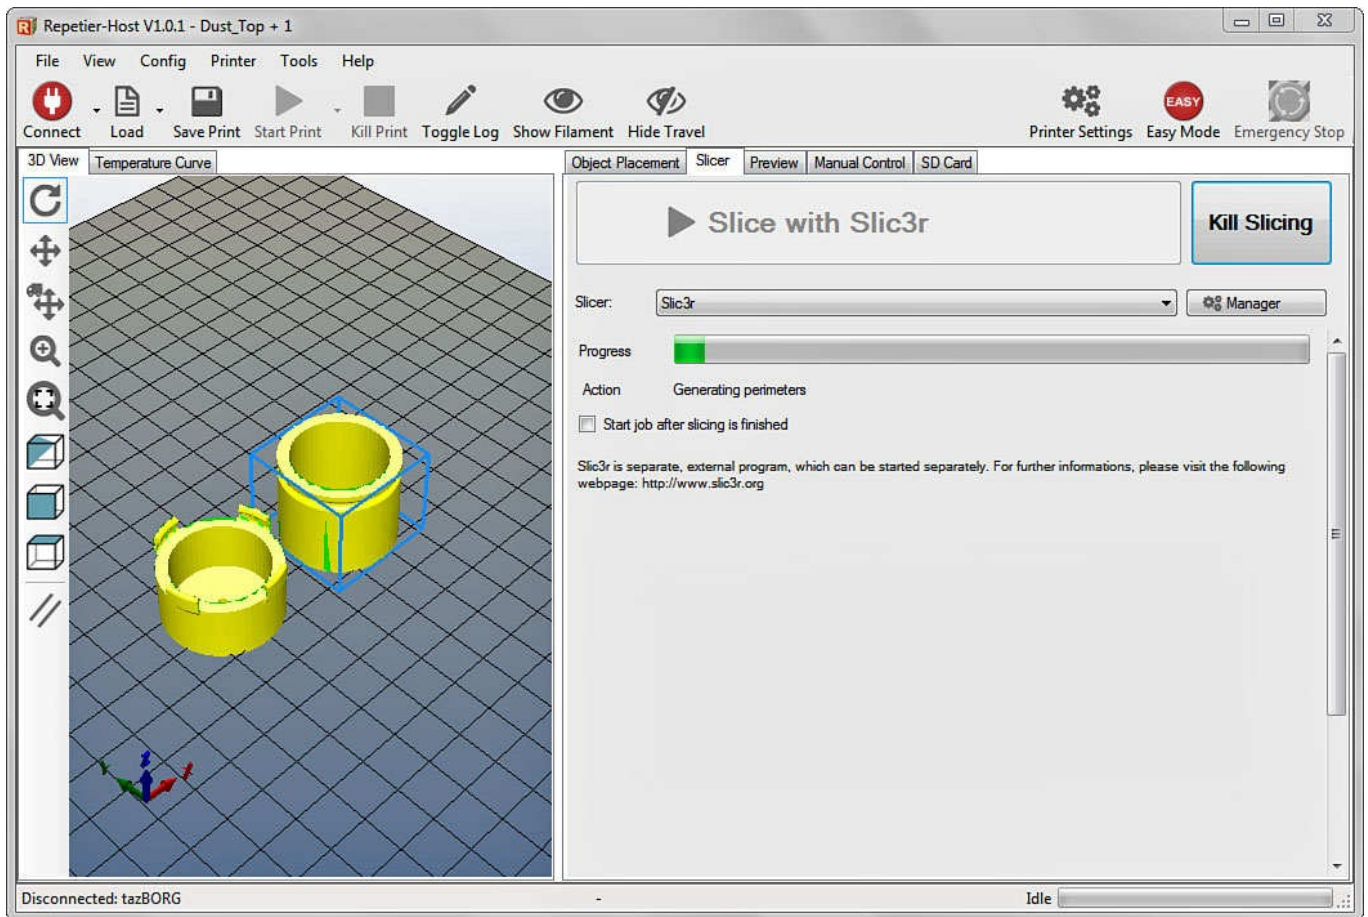 Repetier-Host V1.0.1 - Dust_Top + 1
File View Config Printer Tools Help
Connect Load Save Print Start Print Kill Print Toggle Log Show Filament Hide Travel Printer Settings EASY Easy Mode Emergency Stop
3D View Temperature Curve Object Placement Slicer Preview Manual Control SD Card
Slice with Slic3r Kill Slicing
Slicer: Slic3r Manager
Progress
Action Generating perimeters
Start job after slicing is finished
Slic3r is separate, external program, which can be started separately. For further informations, please visit the following
webpage: http://www.slic3r.org
Disconnected: tazBORG - Idle